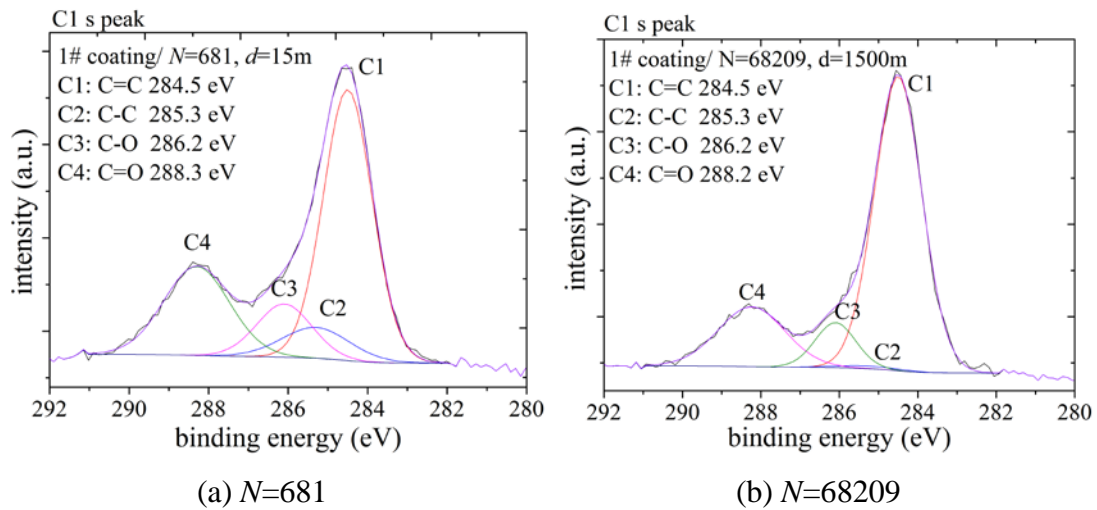 C1 s peak
1# coating/ N=681, d=15m
C1: C=C 284.5 eV
C2: C-C 285.3 eV
C3: C-O 286.2 eV
C4: C=O 288.3 eV
C1
C4
C3
C2
intensity (a.u.)
292 290 288 286 284 282 280
binding energy (eV)
(a) N=681
C1 s peak
1# coating/ N=68209, d=1500m
C1: C=C 284.5 eV
C2: C-C 285.3 eV
C3: C-O 286.2 eV
C4: C=O 288.2 eV
C1
C4
C3
C2
intensity (a.u.)
292 290 288 286 284 282 280
binding energy (eV)
(b) N=68209